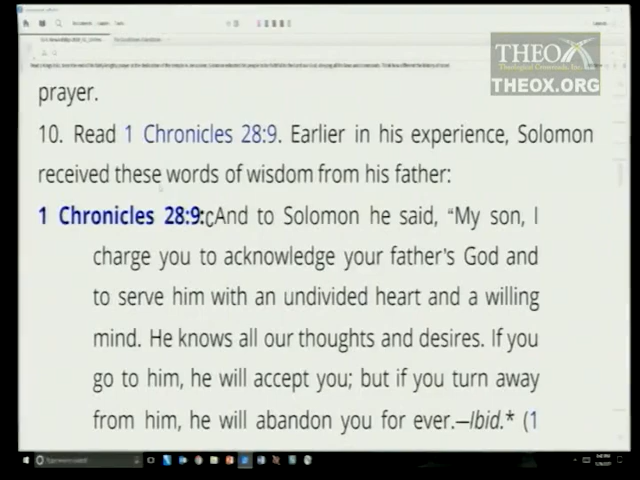 THEOX
THEOX.ORG
prayer.
10. Read 1 Chronicles 28:9. Earlier in his experience, Solomon
received these words of wisdom from his father:
1 Chronicles 28:9: And to Solomon he said, “My son, I
charge you to acknowledge your father's God and
to serve him with an undivided heart and a willing
mind. He knows all our thoughts and desires. If you
go to him, he will accept you; but if you turn away
from him, he will abandon you for ever.—Ibid.* (1